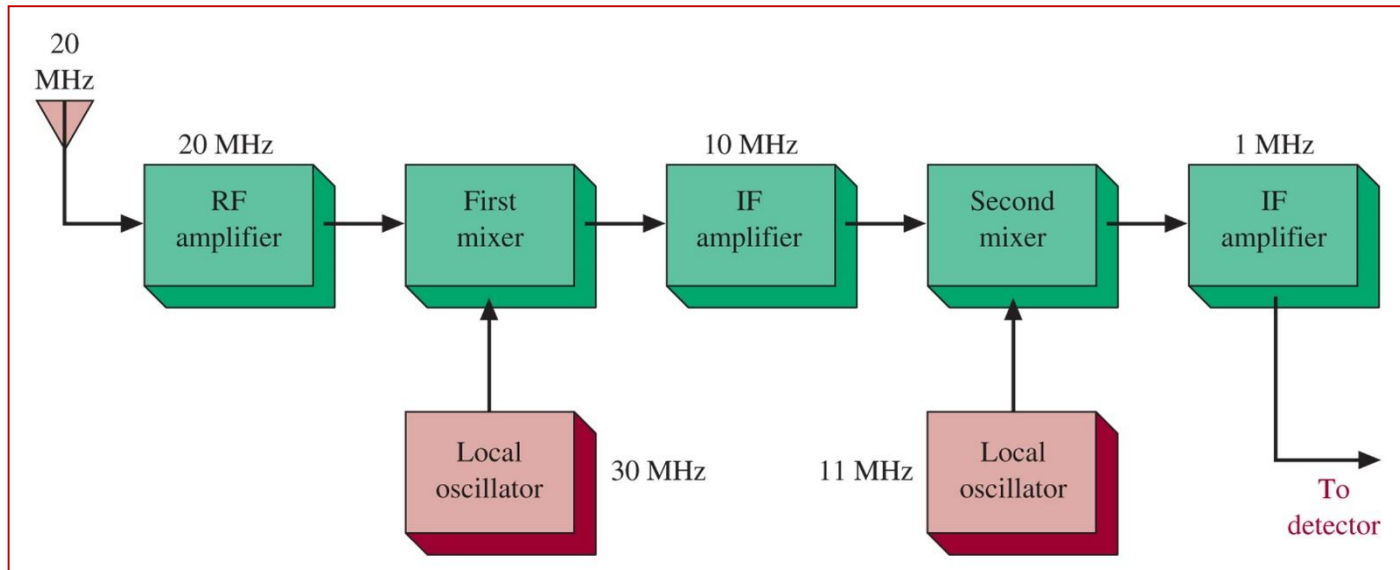 20
MHz
20 MHz
RF
amplifier
First
mixer
10 MHz
IF
amplifier
Second
mixer
1 MHz
IF
amplifier
Local
oscillator
30 MHz
11 MHz
Local
oscillator
To
detector